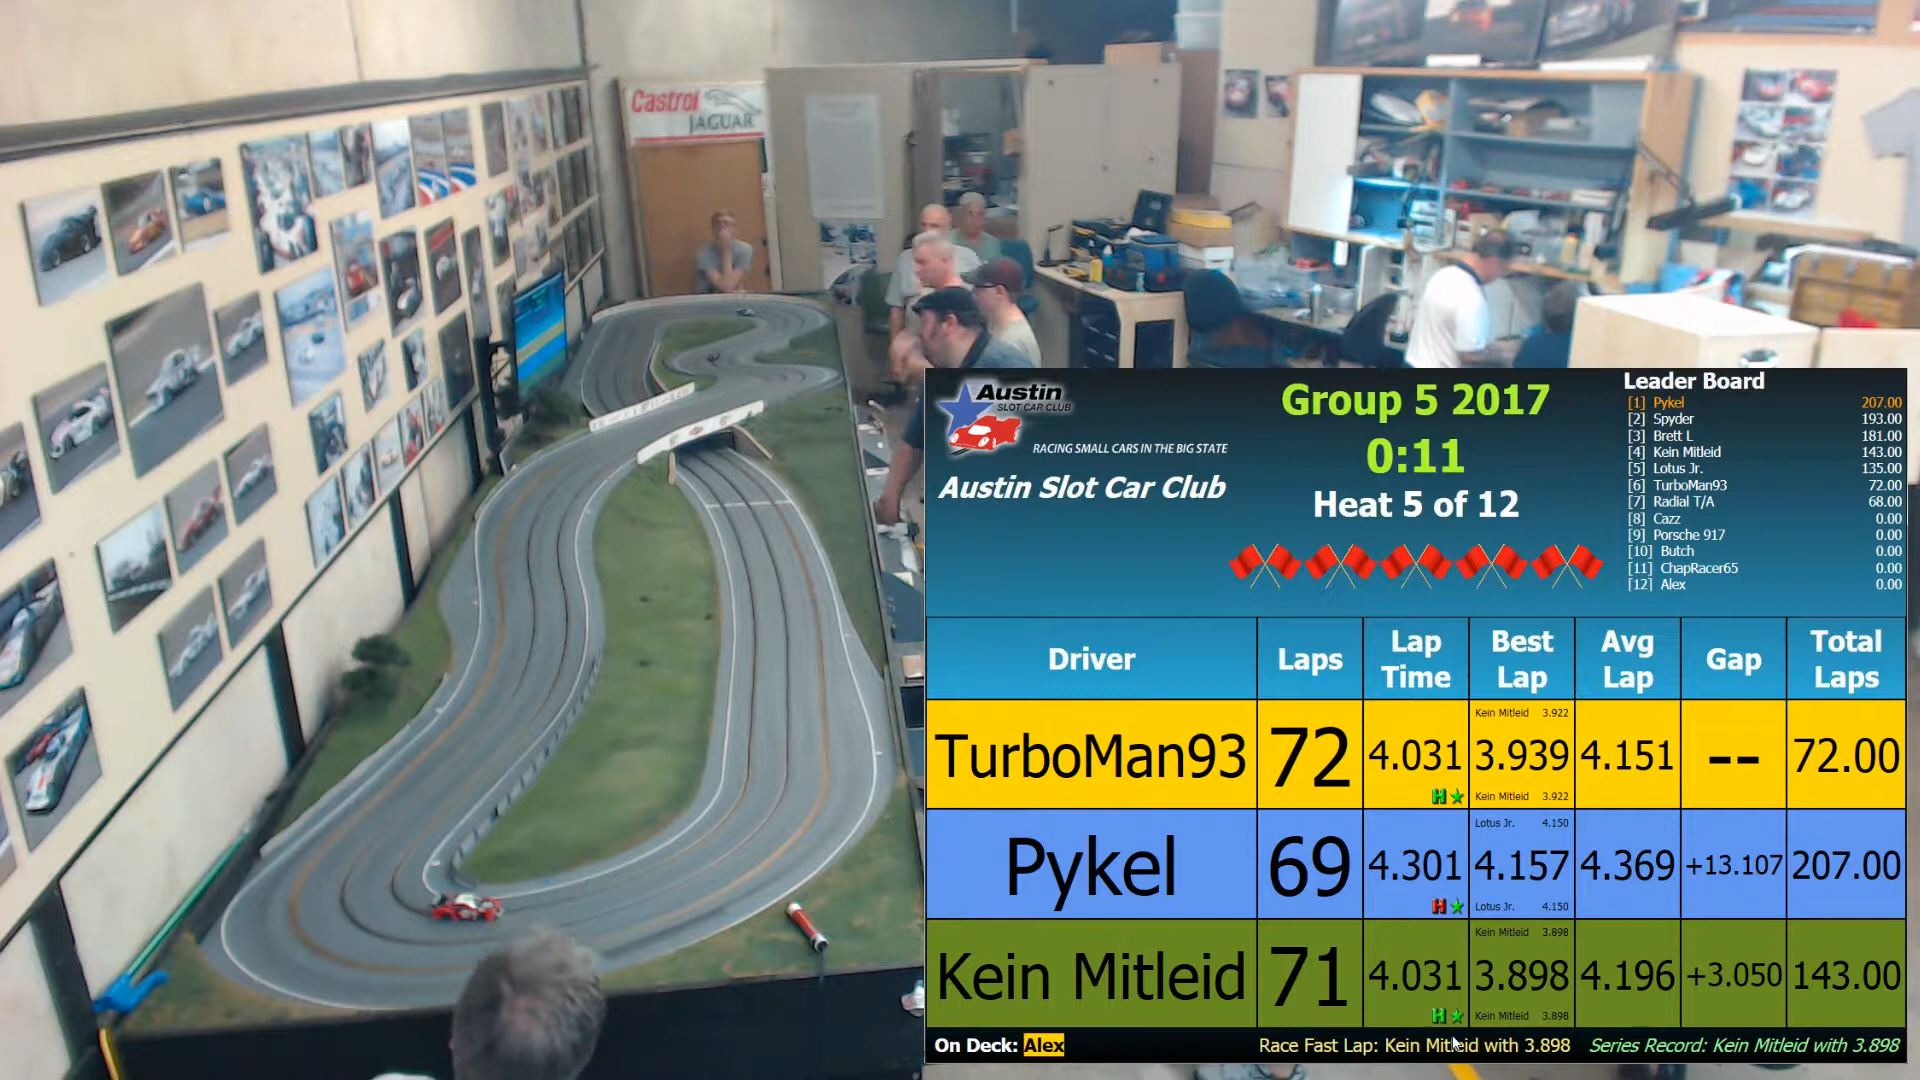 Castrol
JAGUAR
Austin
SLOT CAR CLUB
RACING SMALL CARS IN THE BIG STATE
Austin Slot Car Club
Group 5 2017
0:11
Heat 5 of 12
Leader Board
[1] Pykel 207.00
[2] Spyder 193.00
[3] Brett L 181.00
[4] Kein Mitleid 143.00
[5] Lotus Jr. 135.00
[6] TurboMan93 72.00
[7] Radial T/A 68.00
[8] Cazz 0.00
[9] Porsche 917 0.00
[10] Butch 0.00
[11] ChapRacer65 0.00
[12] Alex 0.00
Driver Laps Lap Time Best Lap Avg Lap Gap Total Laps
Kein Mitleid 3.922
TurboMan93 72 4.031 3.939 4.151 -- 72.00
H Kein Mitleid 3.922
Lotus Jr. 4.150
Pykel 69 4.301 4.157 4.369 +13.107 207.00
H Lotus Jr. 4.150
Kein Mitleid 3.898
Kein Mitleid 71 4.031 3.898 4.196 +3.050 143.00
H Kein Mitleid 3.898
On Deck: Alex Race Fast Lap: Kein Mitleid with 3.898 Series Record: Kein Mitleid with 3.898